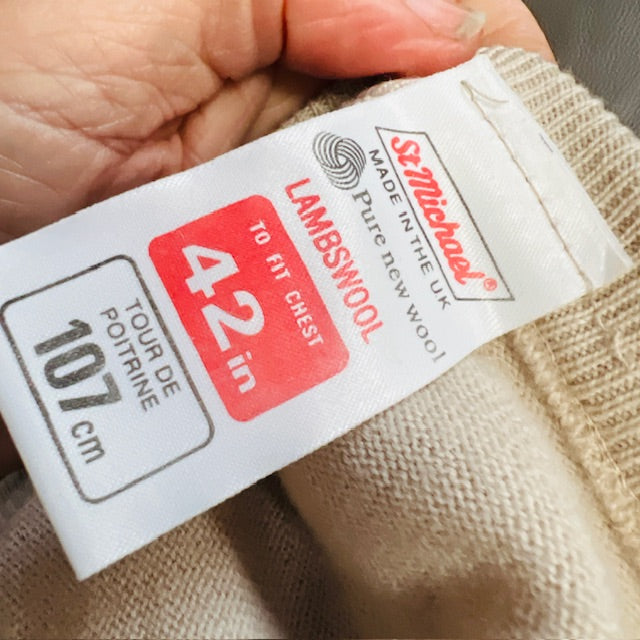 St Michael®
MADE IN THE UK
Pure new wool
LAMBSWOOL
TO FIT CHEST
42in
TOUR DE
POITRINE
107cm